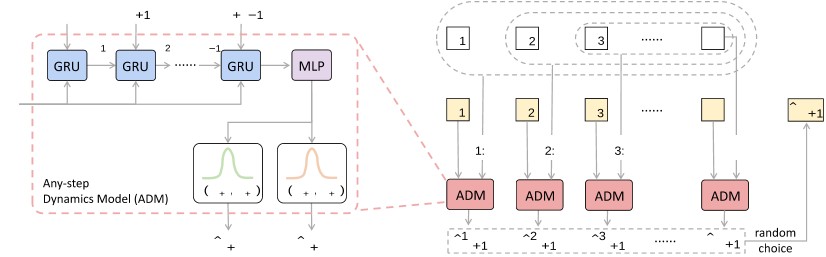 +1
+ -1
1
2
-1
GRU
GRU
......
GRU
MLP
( + , + )
( + , + )
Any-step
Dynamics Model (ADM)
^
+
^
+
1
2
3
......
1
2
3
......
^
+1
1:
2:
3:
ADM
ADM
ADM
ADM
^1
+1
^2
+1
^3
+1
......
^
+1
random
choice